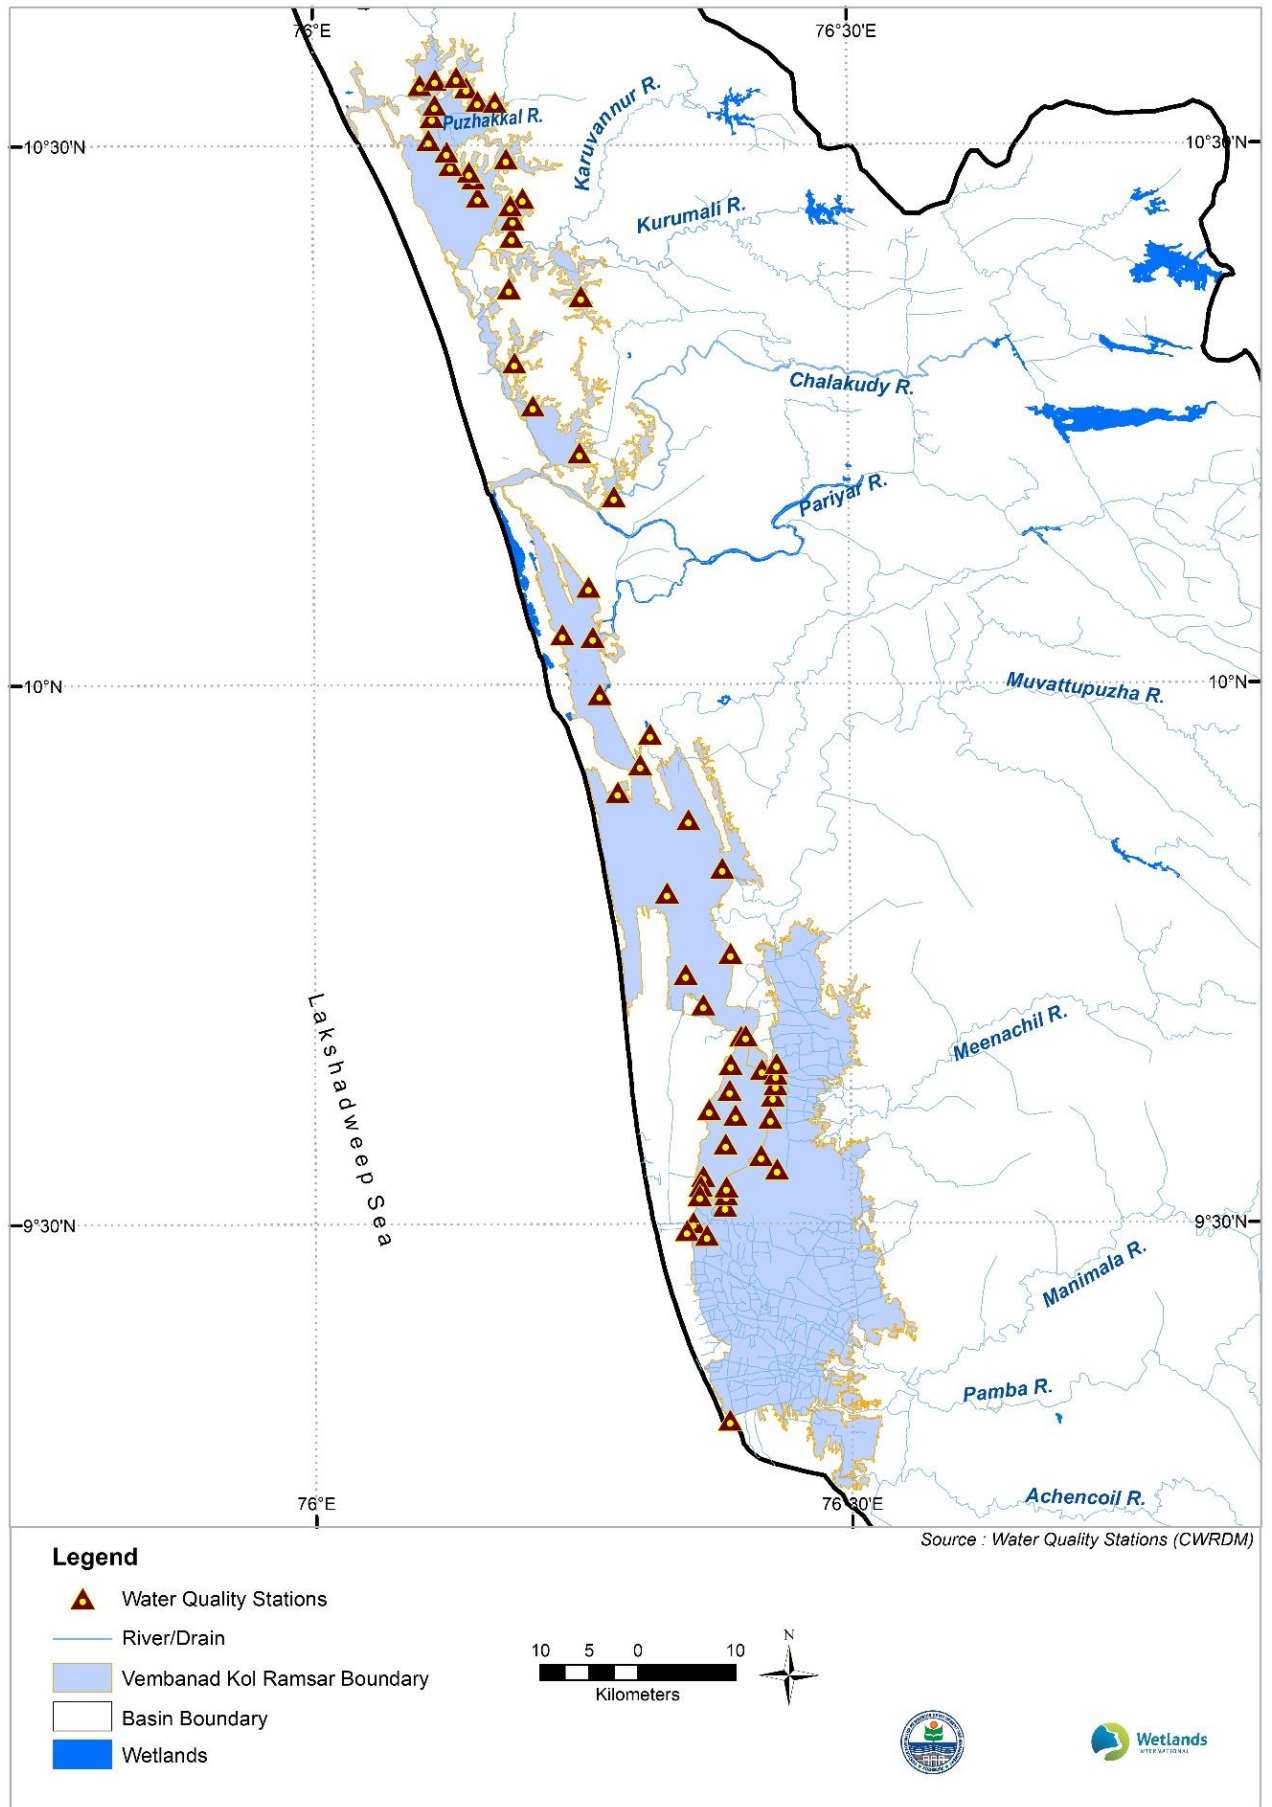 76°E
76°30'E
Karuvannur R.
Puzhakkal R.
10°30'N
10°30'N
Kurumali R.
Chalakudy R.
Pariyar R.
10°N
Muvattupuzha R.
10°N
Lakshadweep Sea
Meenachil R.
9°30'N
9°30'N
Manimala R.
Pamba R.
76°E
76°30'E
Achencoil R.
Source : Water Quality Stations (CWRDM)
Legend
Water Quality Stations
River/Drain
Vembanad Kol Ramsar Boundary
Basin Boundary
Wetlands
10 5 0 10
Kilometers
N
Wetlands
INTERNATIONAL